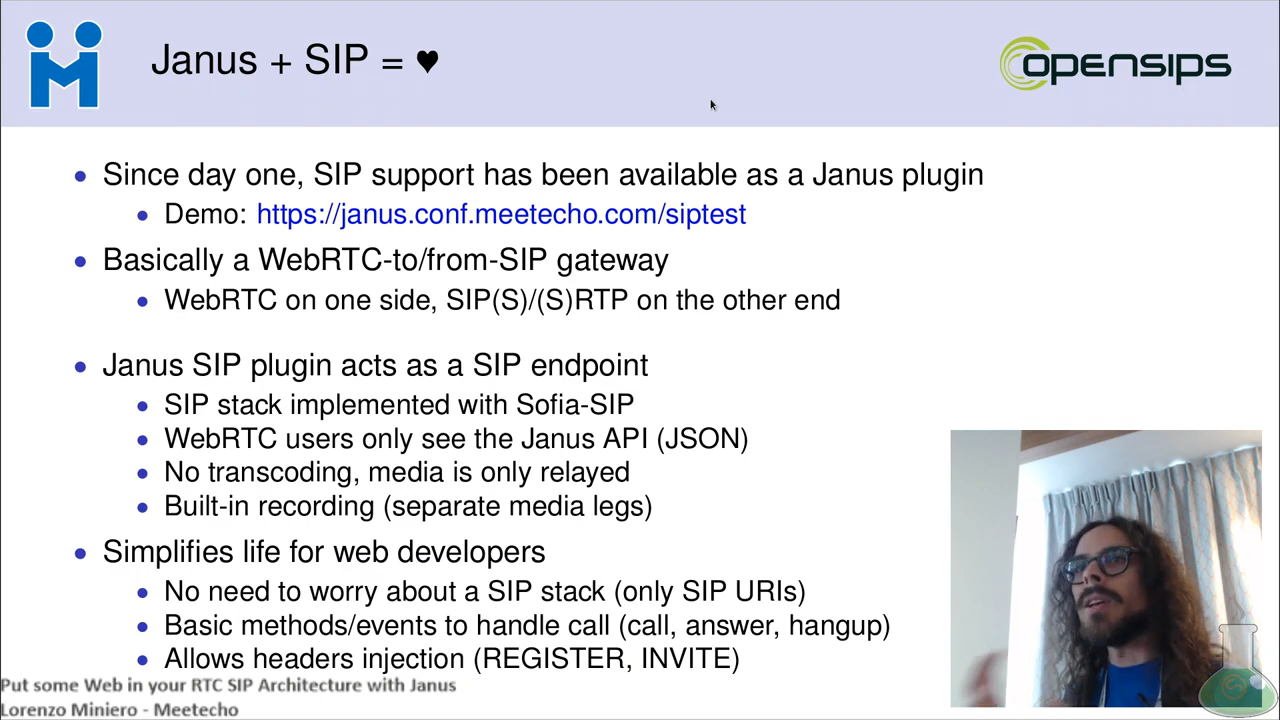 Janus + SIP = ♥
opensips
Since day one, SIP support has been available as a Janus plugin
Demo: https://janus.conf.meetecho.com/siptest
Basically a WebRTC-to/from-SIP gateway
WebRTC on one side, SIP(S)/(S)RTP on the other end
Janus SIP plugin acts as a SIP endpoint
SIP stack implemented with Sofia-SIP
WebRTC users only see the Janus API (JSON)
No transcoding, media is only relayed
Built-in recording (separate media legs)
Simplifies life for web developers
No need to worry about a SIP stack (only SIP URIs)
Basic methods/events to handle call (call, answer, hangup)
Allows headers injection (REGISTER, INVITE)
Put some Web in your RTC SIP Architecture with Janus
Lorenzo Miniero - Meetecho